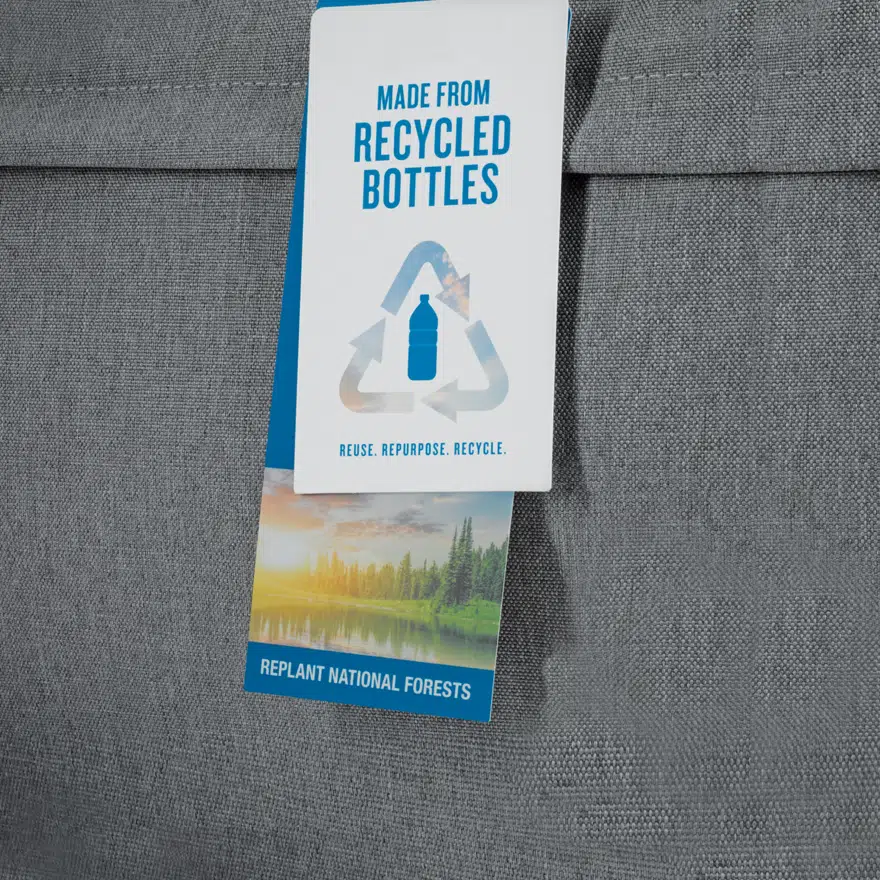 MADE FROM
RECYCLED
BOTTLES
REUSE. REPURPOSE. RECYCLE.
REPLANT NATIONAL FORESTS